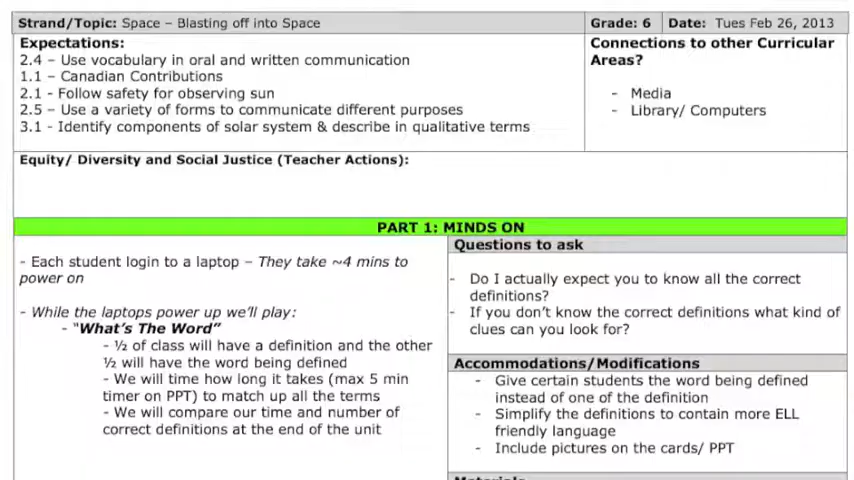 Strand/Topic: Space – Blasting off into Space
Grade: 6
Date: Tues Feb 26, 2013
Expectations:
2.4 – Use vocabulary in oral and written communication
1.1 – Canadian Contributions
2.1 - Follow safety for observing sun
2.5 – Use a variety of forms to communicate different purposes
3.1 - Identify components of solar system & describe in qualitative terms
Connections to other Curricular
Areas?
- Media
- Library/ Computers
Equity/ Diversity and Social Justice (Teacher Actions):
PART 1: MINDS ON
- Each student login to a laptop – They take ~4 mins to
power on
- While the laptops power up we'll play:
- "What's The Word"
- ½ of class will have a definition and the other
½ will have the word being defined
- We will time how long it takes (max 5 min
timer on PPT) to match up all the terms
- We will compare our time and number of
correct definitions at the end of the unit
Questions to ask
- Do I actually expect you to know all the correct
definitions?
- If you don't know the correct definitions what kind of
clues can you look for?
Accommodations/Modifications
- Give certain students the word being defined
instead of one of the definition
- Simplify the definitions to contain more ELL
friendly language
- Include pictures on the cards/ PPT